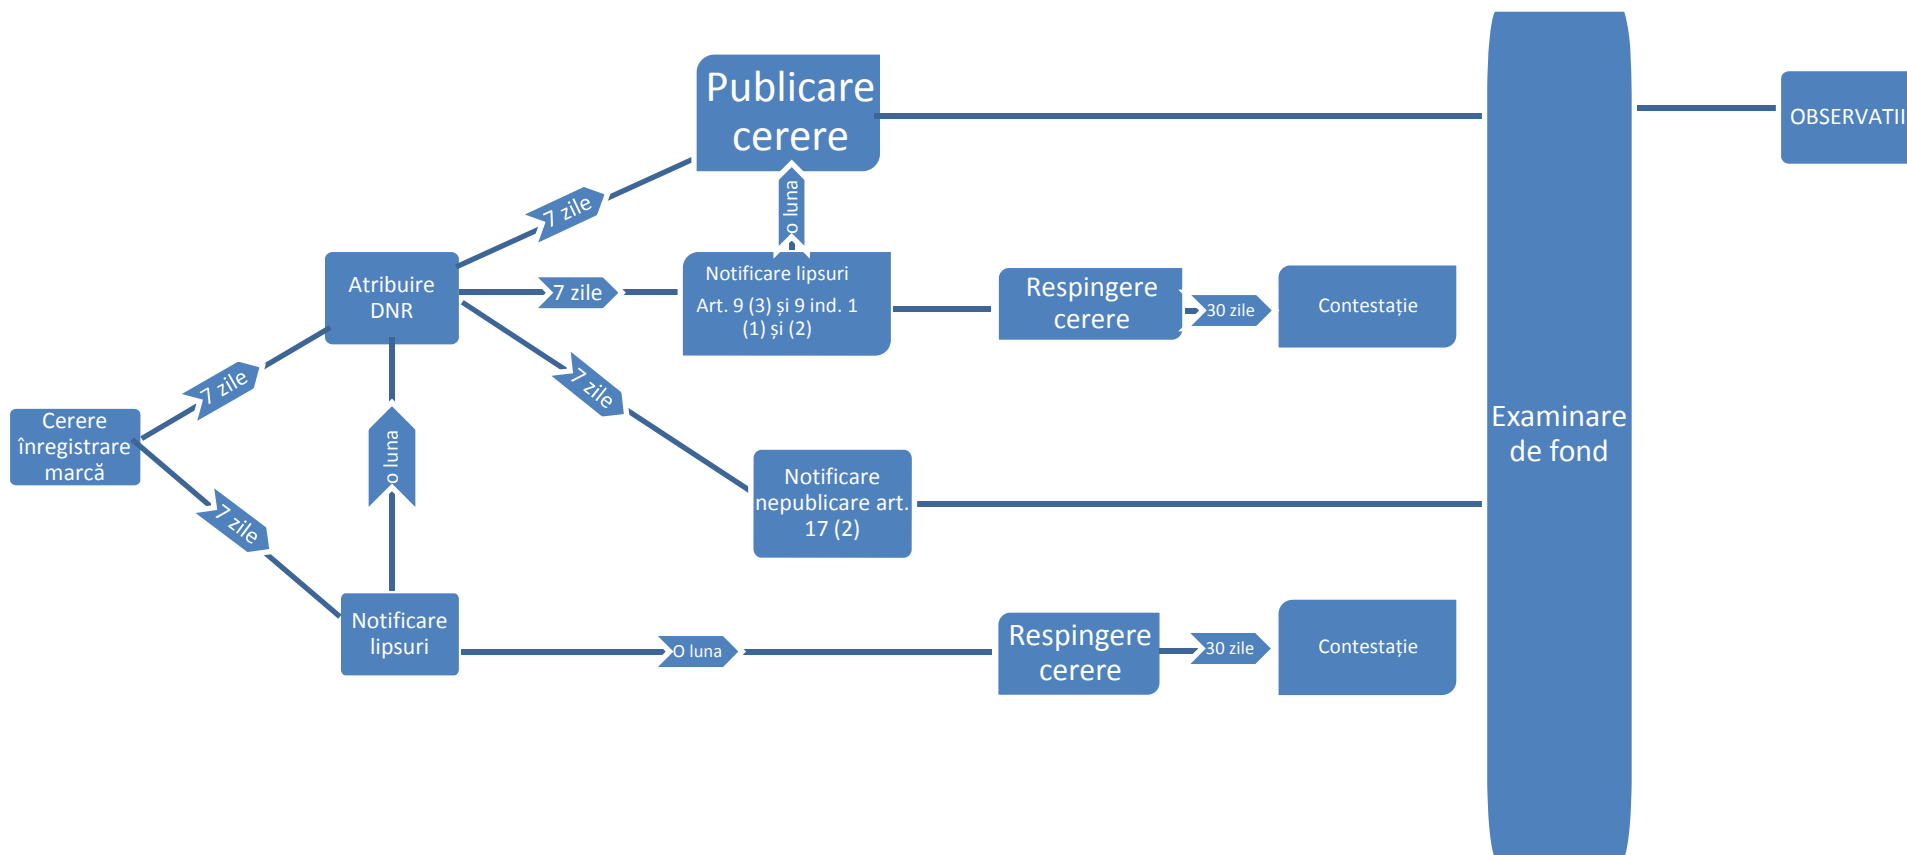 Publicare
cerere
OBSERVATII
o luna
7 zile
Atribuire
DNR
7 zile
Notificare lipsuri
Art. 9 (3) și 9 ind. 1
(1) și (2)
Respingere
cerere
30 zile
Contestație
7 zile
7 zile
Cerere
înregistrare
marcă
o luna
Examinare
de fond
Notificare
nepublicare art.
17 (2)
7 zile
Notificare
lipsuri
O luna
Respingere
cerere
30 zile
Contestație